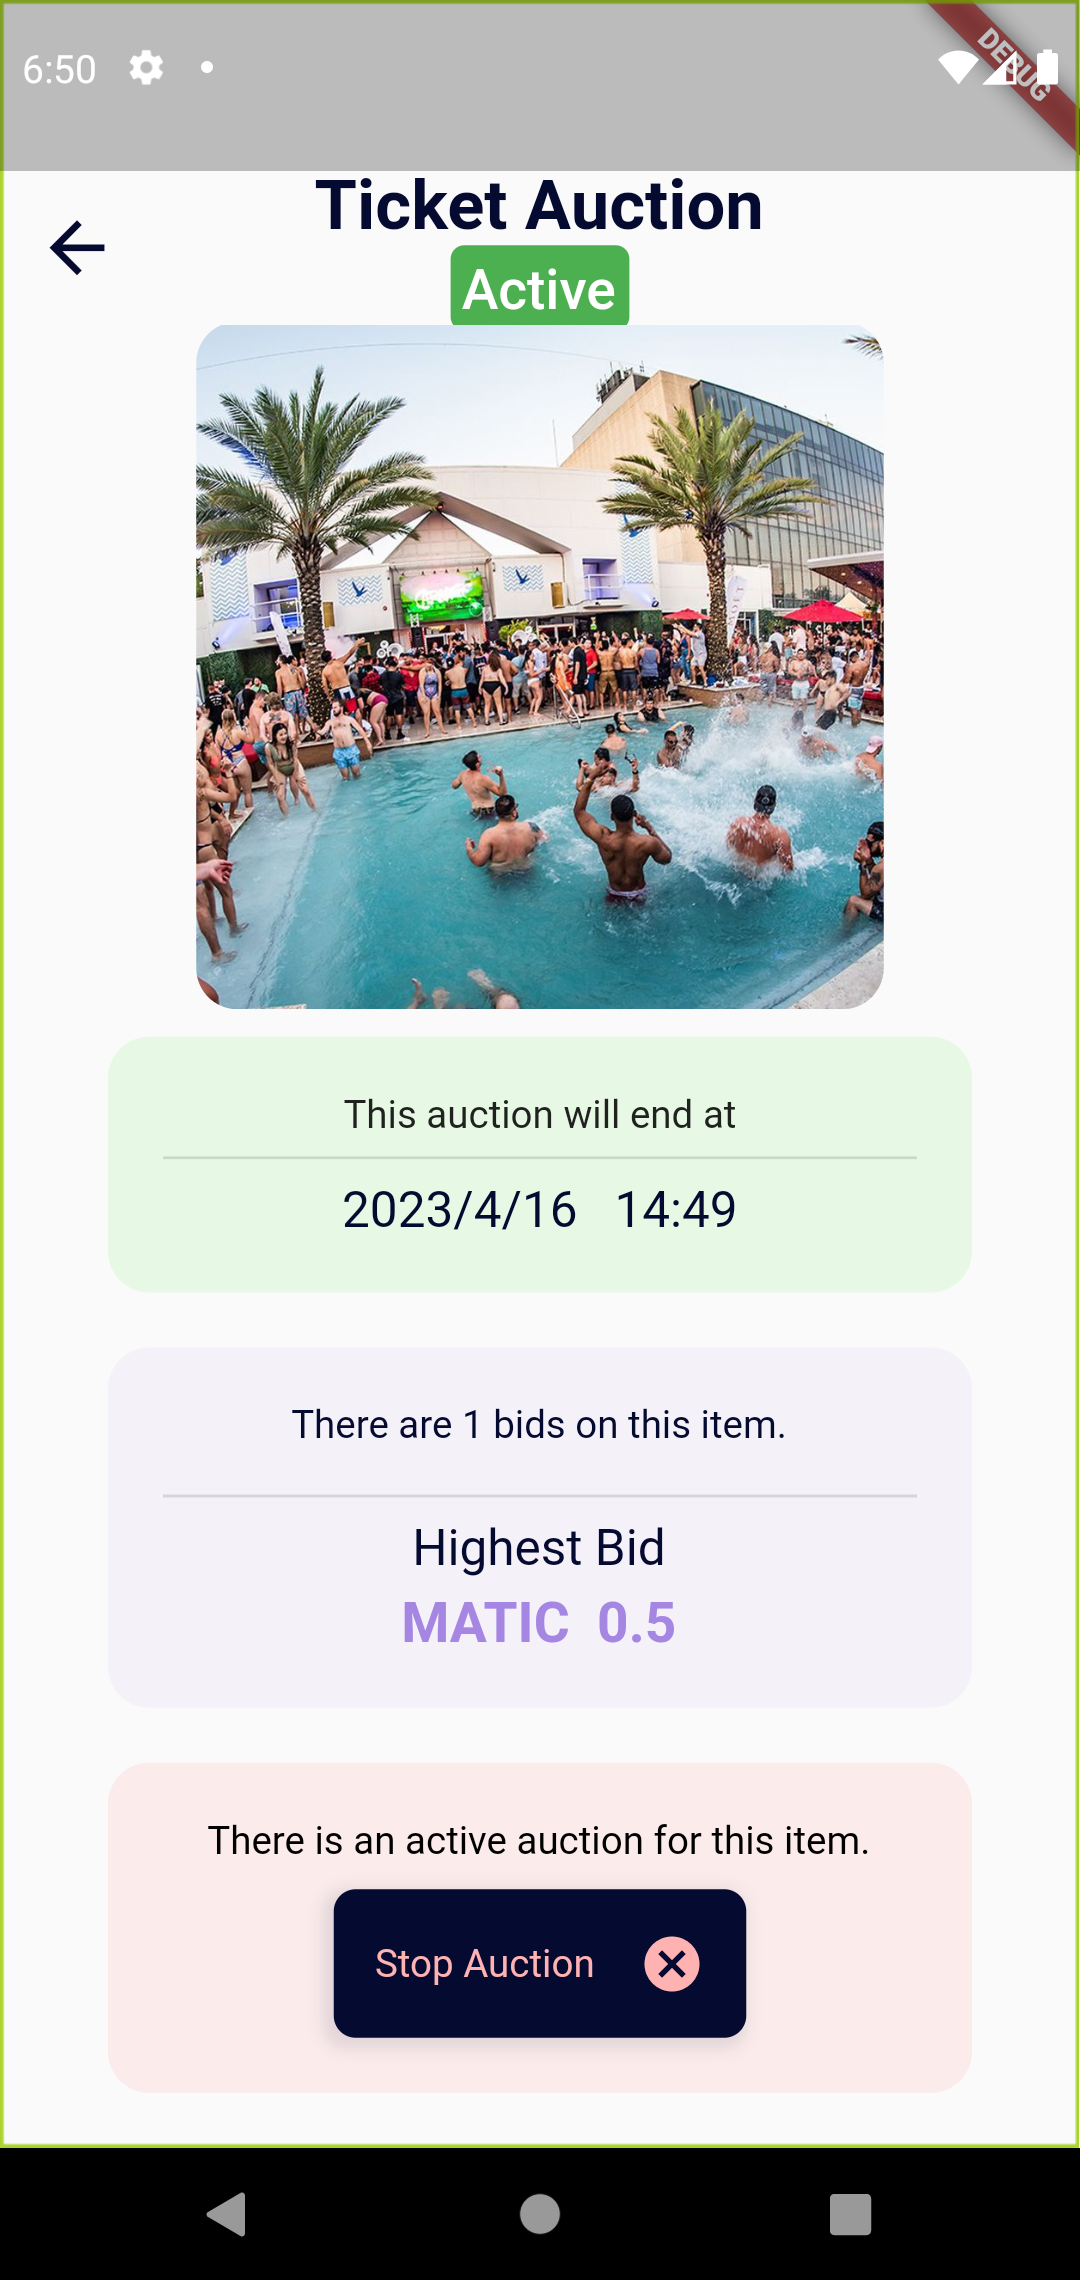 6:50
DEBUG
Ticket Auction
Active
This auction will end at
2023/4/16 14:49
There are 1 bids on this item.
Highest Bid
MATIC 0.5
There is an active auction for this item.
Stop Auction